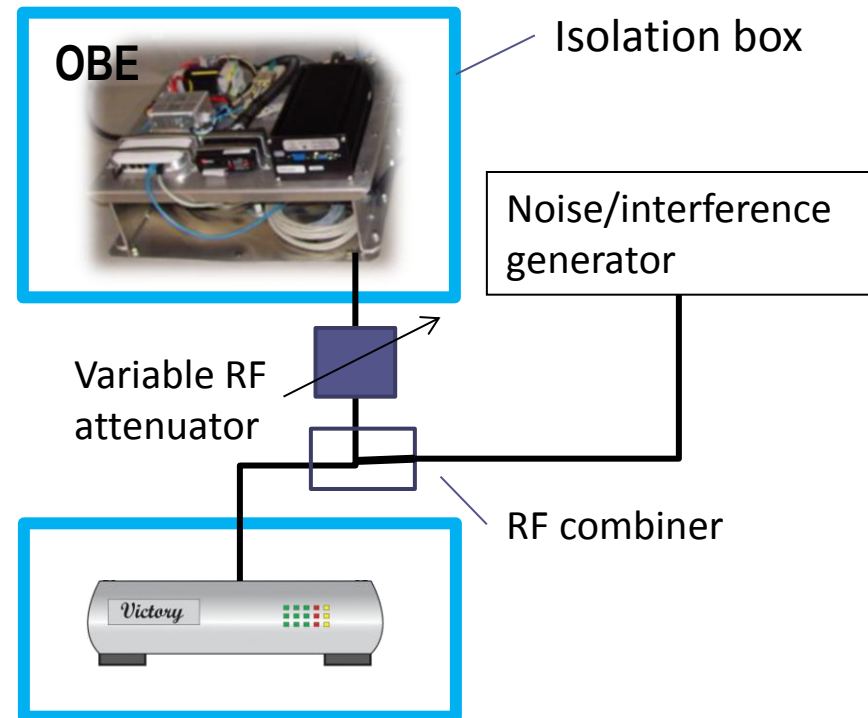 OBE
Isolation box
Noise/interference
generator
Variable RF
attenuator
RF combiner
Victory